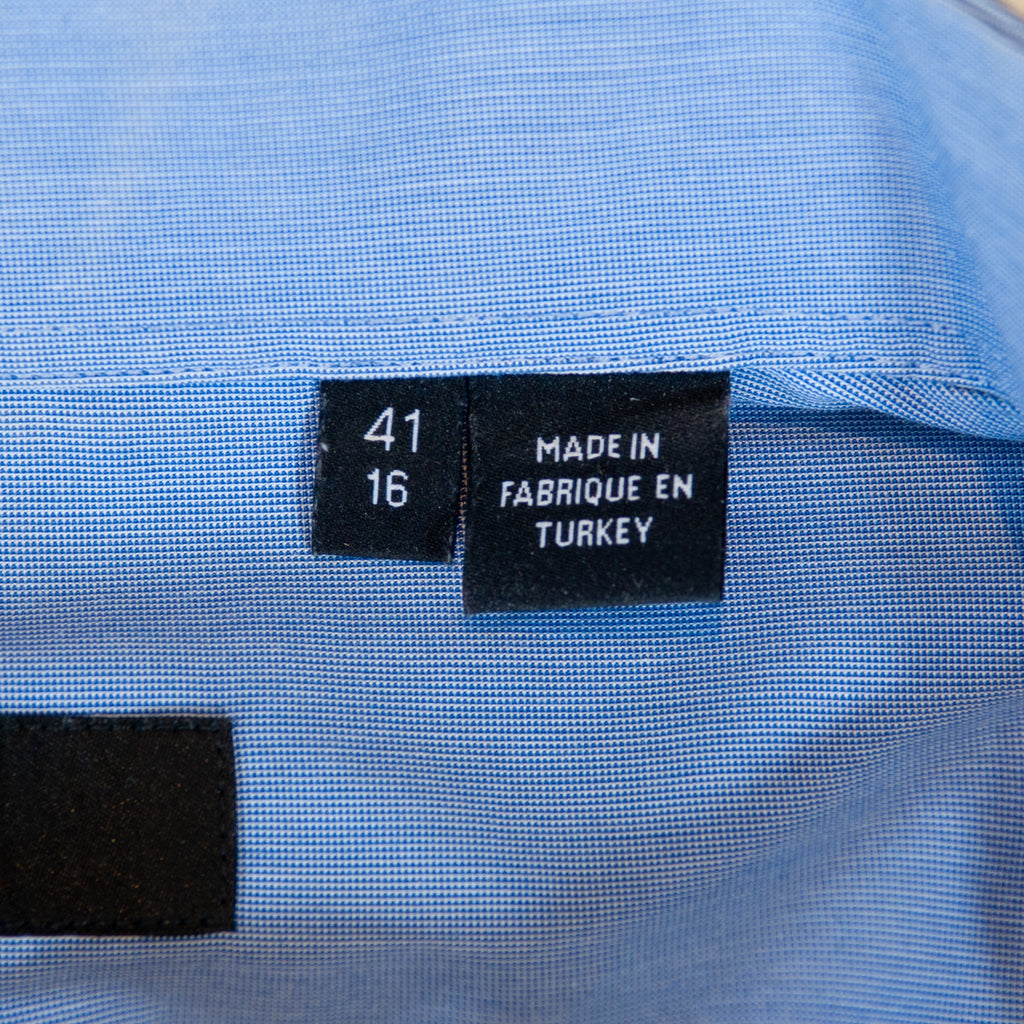 41
16
MADE IN
FABRIQUE EN
TURKEY